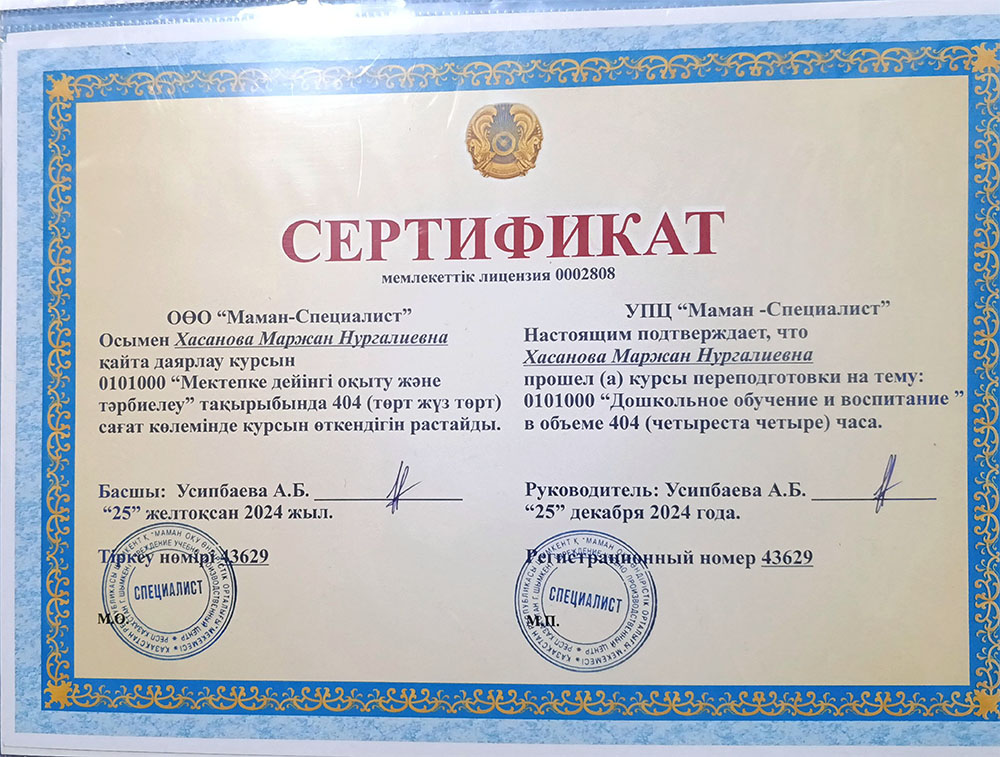 СЕРТИФИКАТ
мемлекеттік лицензия 0002808
ОӨО “Маман-Специалист”
Осымен Хасанова Маржан Нургалиевна
қайта даярлау курсын
0101000 “Мектепке дейінгі оқыту және
тәрбиелеу” тақырыбында 404 (төрт жүз төрт)
сағат көлемінде курсын өткендігін растайды.
Басшы: Усипбаева А.Б.
“25” желтоқсан 2024 жыл.
Тіркеу нөмірі 43629
М.О.
СПЕЦИАЛИСТ
УПЦ “Маман -Специалист”
Настоящим подтверждает, что
Хасанова Маржан Нургалиевна
прошел (а) курсы переподготовки на тему:
0101000 “Дошкольное обучение и воспитание ”
в объеме 404 (четыреста четыре) часа.
Руководитель: Усипбаева А.Б.
“25” декабря 2024 года.
Регистрационный номер 43629
М.П.
СПЕЦИАЛИСТ